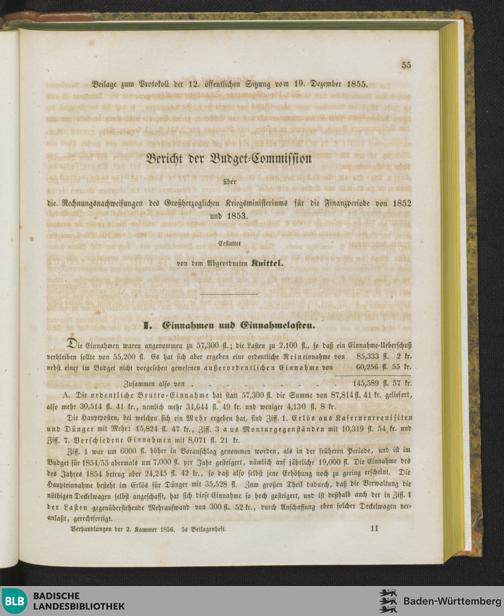 55
Beilage zum Protokoll der 12. öffentlichen Sitzung vom 19. Dezember 1855.
Bericht der Budget-Commission
über
die Rechnungsnachweisungen des Großherzoglichen Kriegsministeriums für die Finanzperiode von 1852
und 1853.
Erstattet
von dem Abgeordneten Knittel.
I. Einnahmen und Einnahmelasten.
Die Einnahmen waren angenommen zu 57,300 fl.; die Lasten zu 2,100 fl., so daß ein Einnahme-Ueberschuß
verbleiben sollte von 55,200 fl. Es hat sich aber ergeben eine ordentliche Reineinnahme von 85,333 fl. 2 kr.
nebst einer im Budget nicht vorgesehen gewesenen außerordentlichen Einnahme von 60,256 fl. 55 kr.
Zusammen also von . . . 145,589 fl. 57 kr.
A. Die ordentliche Brutto-Einnahme hat statt 57,300 fl. die Summe von 87,814 fl. 41 kr. geliefert,
also mehr 30,514 fl. 41 kr., nemlich mehr 34,644 fl. 49 kr. und weniger 4,130 fl. 8 kr.
Die Hauptposten, bei welchen sich ein Mehr ergeben hat, sind Ziff. 1. Erlös aus Kasernenrequisiten
und Dünger mit Mehr: 15,824 fl. 47 kr., Ziff. 3 aus Monturgegenständen mit 10,319 fl. 54 kr. und
Ziff. 7. Verschiedene Einnahmen mit 8,071 fl. 21 kr.
Ziff. 1 war um 6000 fl. höher in Voranschlag genommen worden, als in der früheren Periode, und ist im
Budget für 1854/55 abermals um 7,000 fl. per Jahr gesteigert, nämlich auf jährliche 19,000 fl. Die Einnahme des
des Jahres 1854 betrug aber 24,245 fl. 42 kr., so daß also selbst jene Erhöhung noch zu gering erscheint. Die
Haupteinnahme besteht im Erlös für Dünger mit 35,528 fl. Zum großen Theil dadurch, daß die Verwaltung die
nöthigen Deckelwagen selbst angeschafft, hat sich diese Einnahme so hoch gesteigert, und ist deßhalb auch der in Ziff. 1
der Lasten gegenüberstehende Mehraufwand von 300 fl. 52 kr., durch Anschaffung eben solcher Deckelwagen ver-
anlaßt, gerechtfertigt.
Verhandlungen der 2. Kammer 1856. 5s Beilagenheft. 11
BLB BADISCHE
LANDESBIBLIOTHEK
Baden-Württemberg